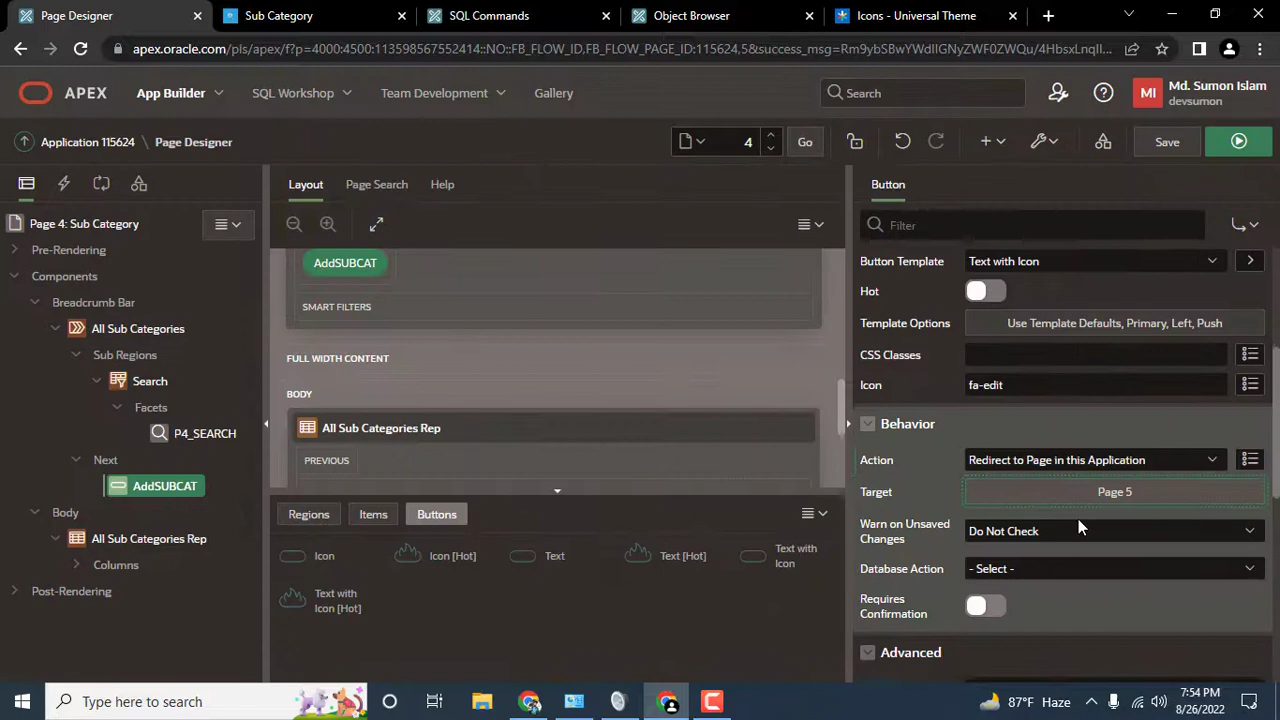 Page Designer
Sub Category
SQL Commands
Object Browser
Icons - Universal Theme
apex.oracle.com/pls/apex/f?p=4000:4500:113598567552414::NO::FB_FLOW_ID,FB_FLOW_PAGE_ID:115624,5&success_msg=Rm9ybSBwYWdlIGNyZWF0ZWQu/4HbsxLnqIl...
APEX
App Builder
SQL Workshop
Team Development
Gallery
Search
MI
Md. Sumon Islam
devsumon
Application 115624
Page Designer
4
Go
Save
Layout
Page Search
Help
Button
Page 4: Sub Category
Pre-Rendering
Components
Breadcrumb Bar
All Sub Categories
Sub Regions
Search
Facets
P4_SEARCH
Next
AddSUBCAT
Body
All Sub Categories Rep
Columns
Post-Rendering
AddSUBCAT
SMART FILTERS
FULL WIDTH CONTENT
BODY
All Sub Categories Rep
PREVIOUS
Regions
Items
Buttons
Icon
Icon [Hot]
Text
Text [Hot]
Text with Icon
Text with Icon [Hot]
Filter
Button Template
Text with Icon
Hot
Template Options
Use Template Defaults, Primary, Left, Push
CSS Classes
Icon
fa-edit
Behavior
Action
Redirect to Page in this Application
Target
Page 5
Warn on Unsaved Changes
Do Not Check
Database Action
- Select -
Requires Confirmation
Advanced
Type here to search
87°F Haze
7:54 PM
8/26/2022